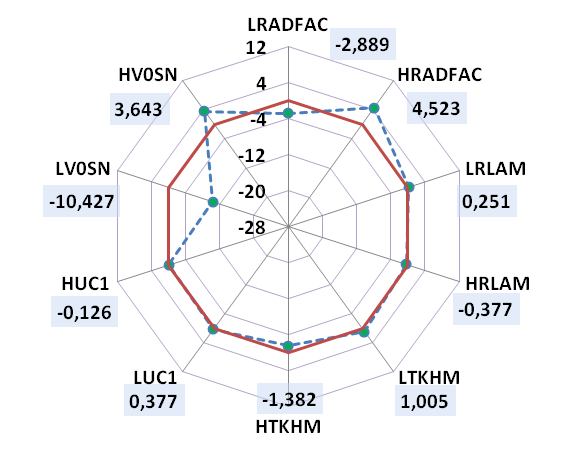 LRADFAC
-2,889
12
HV0SN
HRADFAC
4
3,643
4,523
-4
-12
LV0SN
LRLAM
-10,427
-20
0,251
-28
HUC1
HRLAM
-0,126
-0,377
LUC1
LTKHM
0,377
-1,382
1,005
HTKHM